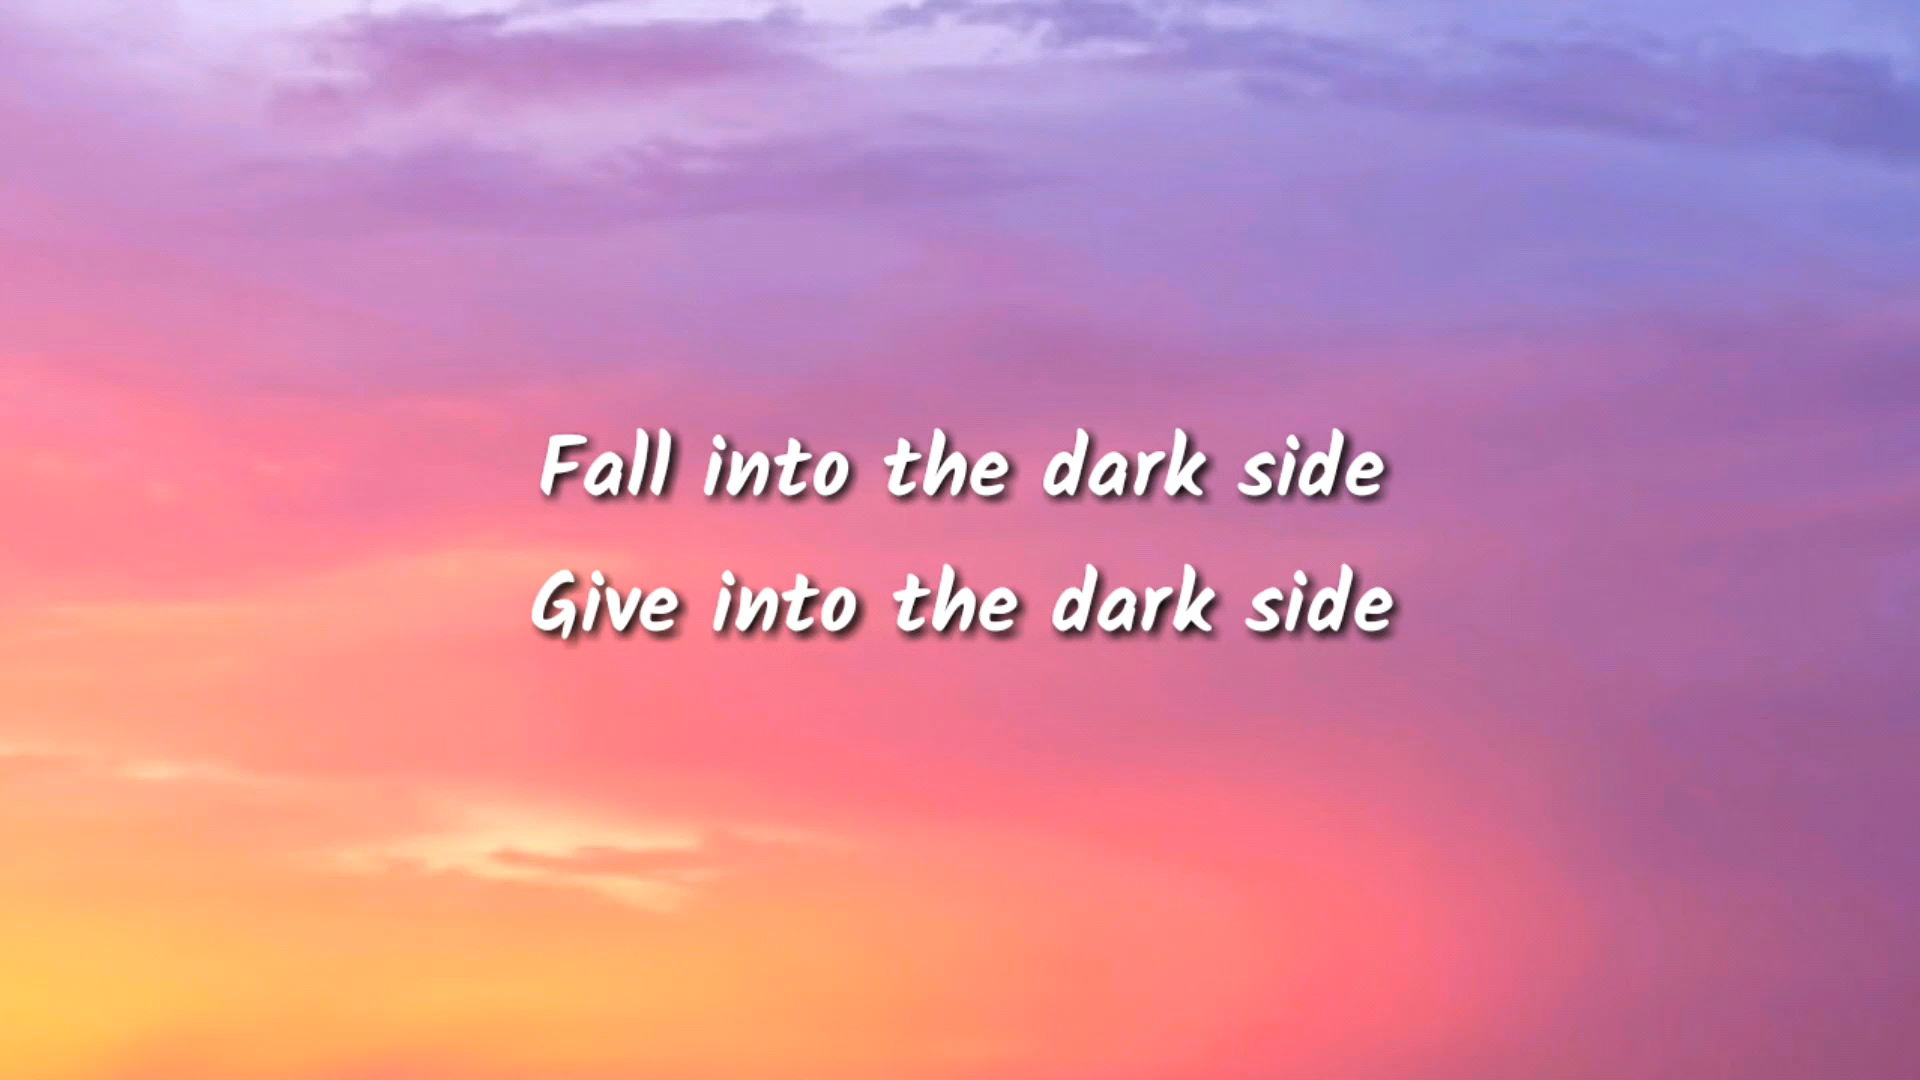 Fall into the dark side
Give into the dark side